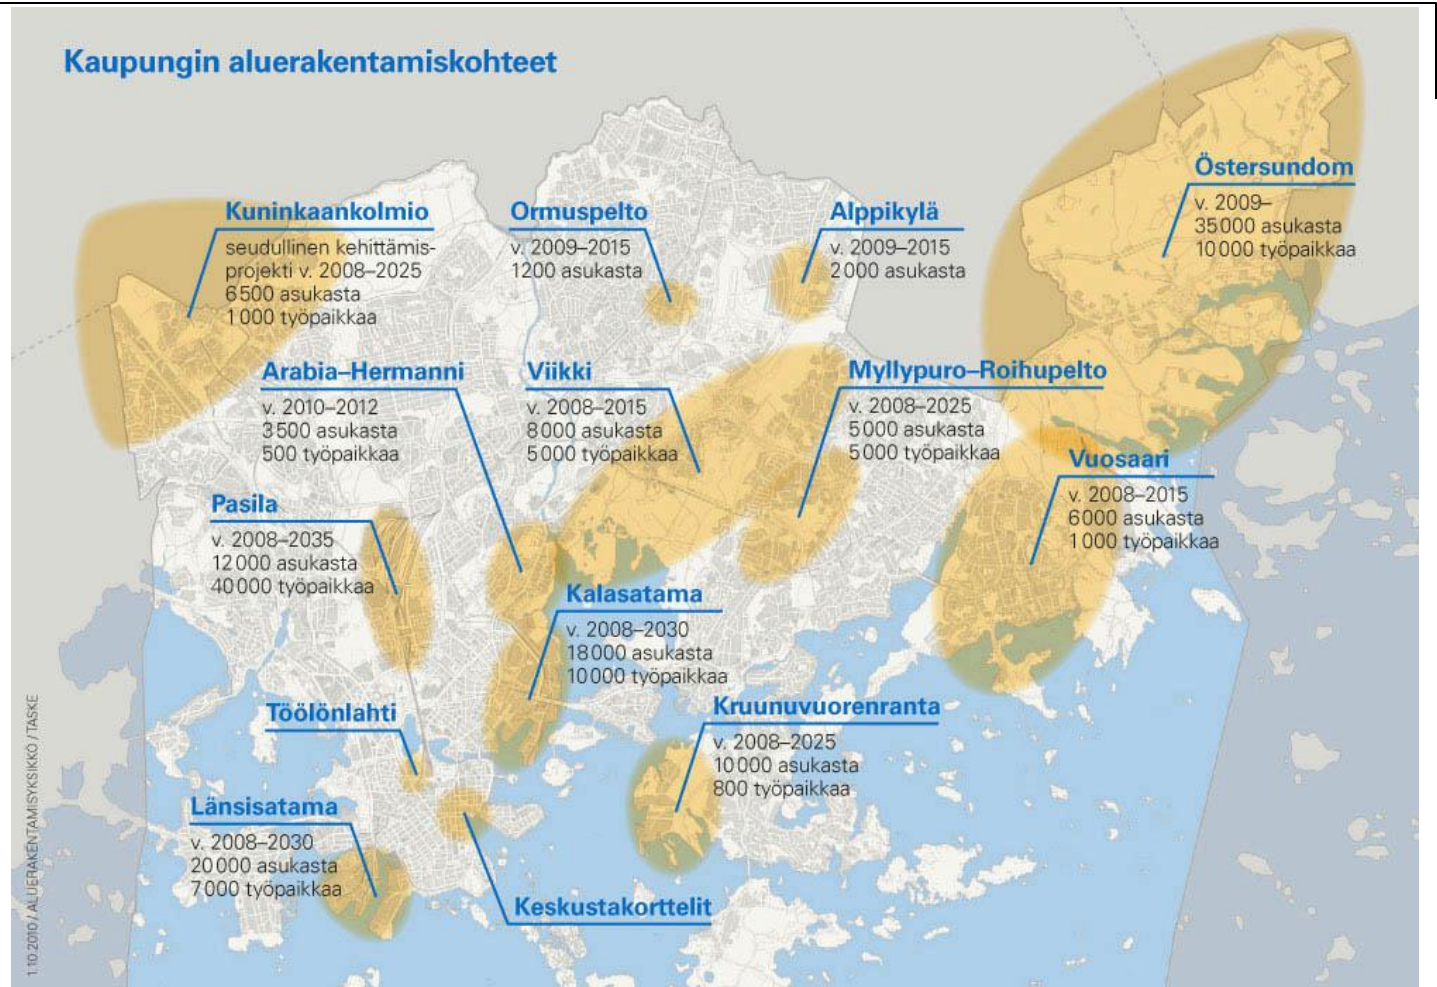 Kaupungin aluerakentamiskohteet
Östersundom
v. 2009–
35000 asukasta
10000 työpaikkaa
Kuninkaankolmio
seudullinen kehittämis-
projekti v. 2008–2025
6500 asukasta
1000 työpaikkaa
Ormuspelto
v. 2009–2015
1200 asukasta
Alppikylä
v. 2009–2015
2000 asukasta
Arabia–Hermanni
v. 2010–2012
3500 asukasta
500 työpaikkaa
Viikki
v. 2008–2015
8000 asukasta
5000 työpaikkaa
Myllypuro–Roihupelto
v. 2008–2025
5000 asukasta
5000 työpaikkaa
Vuosaari
v. 2008–2015
6000 asukasta
1000 työpaikkaa
Pasila
v. 2008–2035
12000 asukasta
40000 työpaikkaa
Kalasatama
v. 2008–2030
18000 asukasta
10000 työpaikkaa
Töölönlahti
Kruunuvuorenranta
v. 2008–2025
10000 asukasta
800 työpaikkaa
Länsisatama
v. 2008–2030
20000 asukasta
7000 työpaikkaa
Keskustakorttelit
1.10.2010 / ALUERAKENTAMISYKSIKKÖ / TASKE